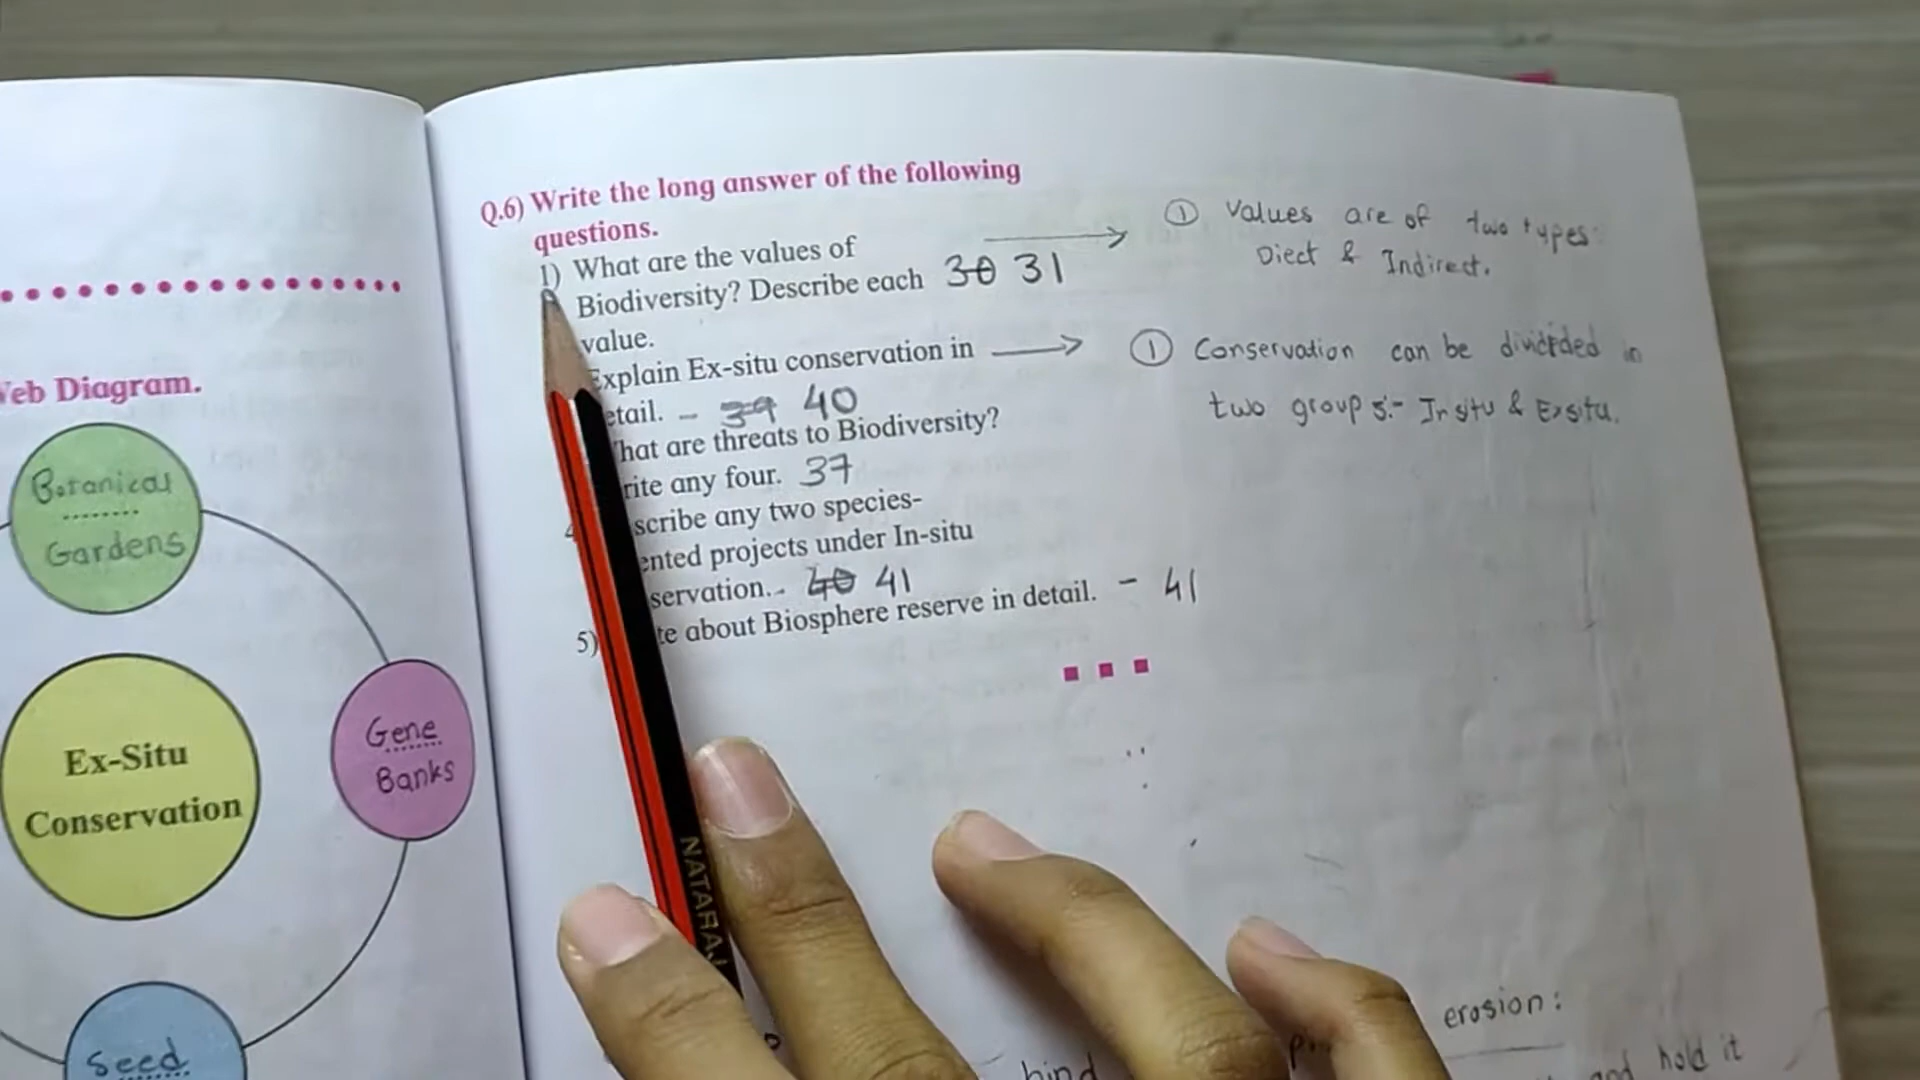 Web Diagram.
Botanical
Gardens
Ex-Situ
Conservation
Gene
Banks
Seed
Q.6) Write the long answer of the following
questions.
1) What are the values of
Biodiversity? Describe each 30 31
value.
Explain Ex-situ conservation in
etail. - 39 40
hat are threats to Biodiversity?
rite any four. 37
scribe any two species-
ented projects under In-situ
servation.- 40 41
5) te about Biosphere reserve in detail. - 41
① Values are of two types:
Diect & Indirect.
① Conservation can be divided in
two groups:- In situ & Exsitu.
NATARAJ
erosion:
bind
and hold it